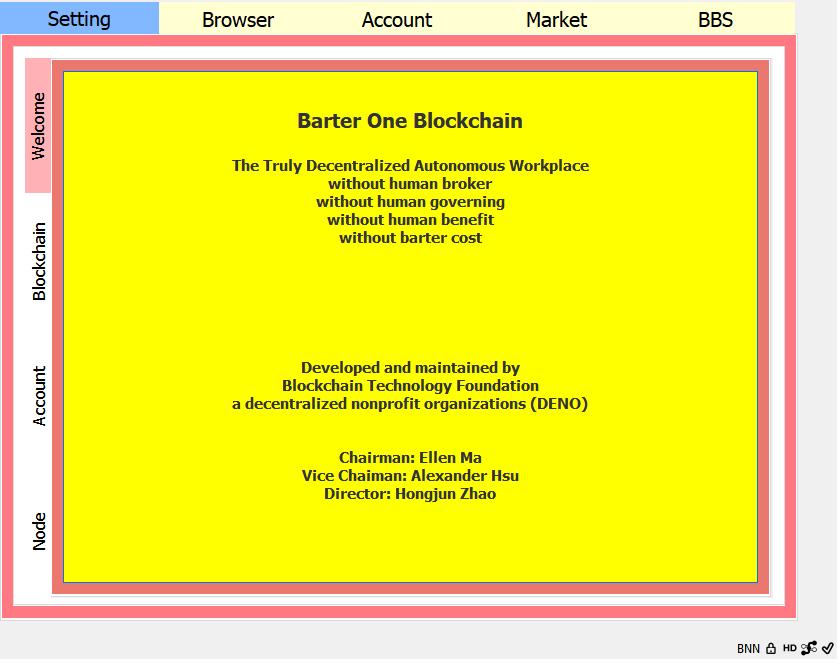 Setting Browser Account Market BBS
Welcome
Blockchain
Account
Node
Barter One Blockchain
The Truly Decentralized Autonomous Workplace
without human broker
without human governing
without human benefit
without barter cost
Developed and maintained by
Blockchain Technology Foundation
a decentralized nonprofit organizations (DENO)
Chairman: Ellen Ma
Vice Chaiman: Alexander Hsu
Director: Hongjun Zhao
BNN HD